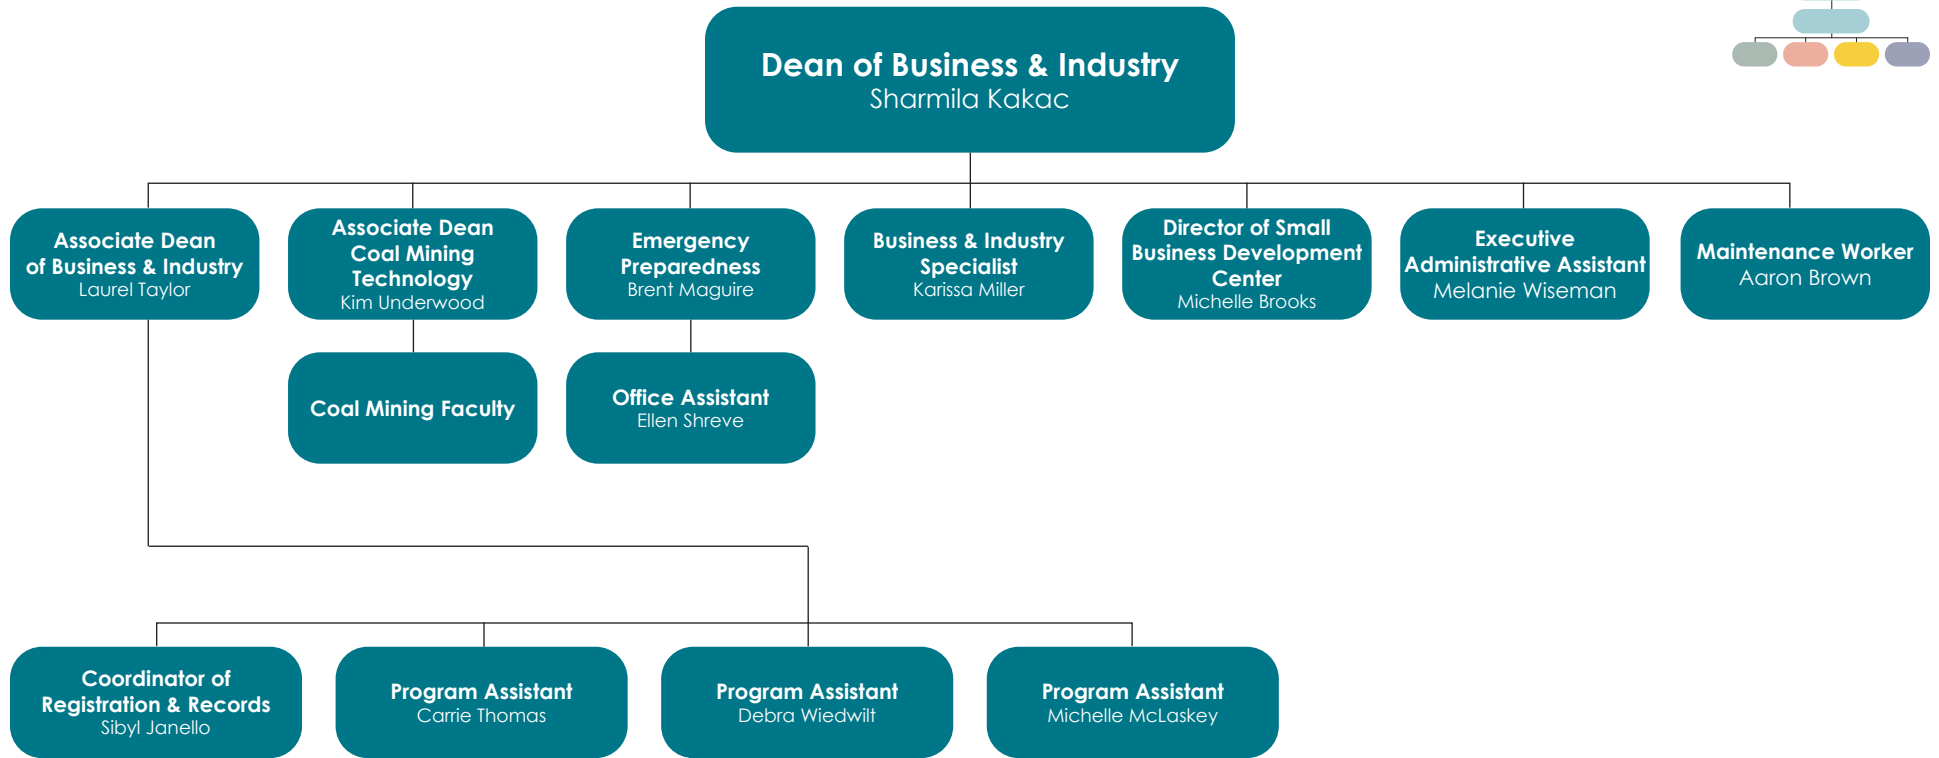 Dean of Business & Industry
Sharmila Kakac
Associate Dean
of Business & Industry
Laurel Taylor
Associate Dean
Coal Mining
Technology
Kim Underwood
Emergency
Preparedness
Brent Maguire
Business & Industry
Specialist
Karissa Miller
Director of Small
Business Development
Center
Michelle Brooks
Executive
Administrative Assistant
Melanie Wiseman
Maintenance Worker
Aaron Brown
Coal Mining Faculty
Office Assistant
Ellen Shreve
Coordinator of
Registration & Records
Sibyl Janello
Program Assistant
Carrie Thomas
Program Assistant
Debra Wiedwilt
Program Assistant
Michelle McLaskey